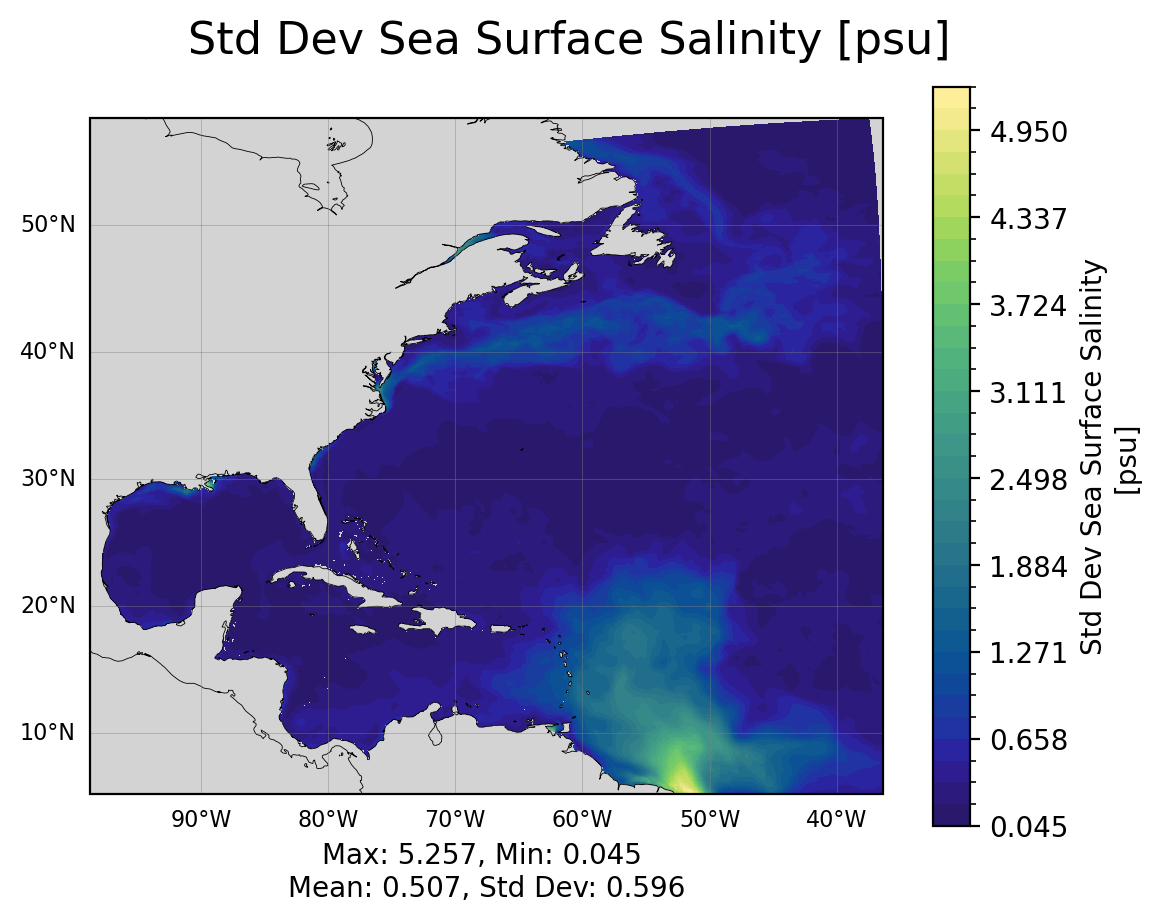 Std Dev Sea Surface Salinity [psu]
50°N
40°N
30°N
20°N
10°N
90°W 80°W 70°W 60°W 50°W 40°W
4.950
4.337
3.724
3.111
2.498
1.884
1.271
0.658
0.045
Std Dev Sea Surface Salinity
[psu]
Max: 5.257, Min: 0.045
Mean: 0.507, Std Dev: 0.596